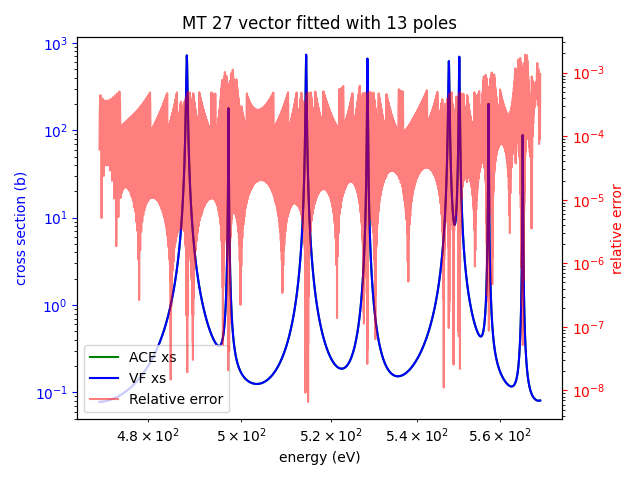 MT 27 vector fitted with 13 poles
10³
10²
10¹
10⁰
10⁻¹
cross section (b)
10⁻³
10⁻⁴
10⁻⁵
10⁻⁶
10⁻⁷
10⁻⁸
relative error
ACE xs
VF xs
Relative error
4.8 × 10² 5 × 10² 5.2 × 10² 5.4 × 10² 5.6 × 10²
energy (eV)